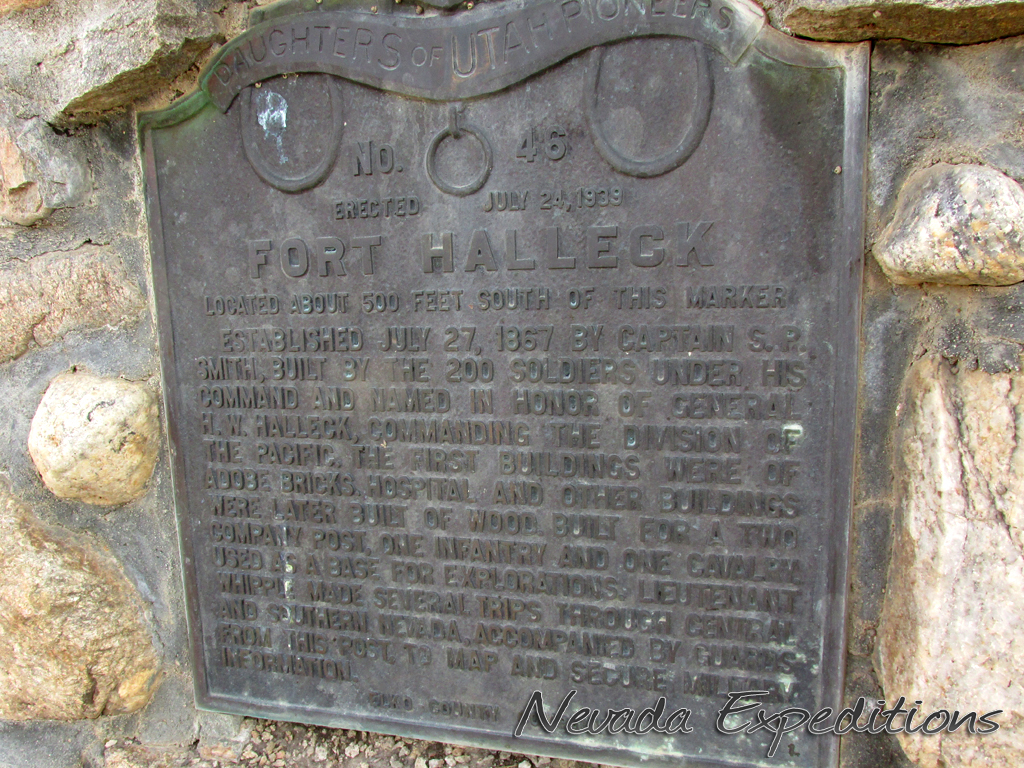 DAUGHTERS OF UTAH PIONEERS
No. 46
ERECTED JULY 24, 1939
FORT HALLECK
LOCATED ABOUT 500 FEET SOUTH OF THIS MARKER
ESTABLISHED JULY 27, 1867 BY CAPTAIN S. P.
SMITH, BUILT BY THE 200 SOLDIERS UNDER HIS
COMMAND AND NAMED IN HONOR OF GENERAL
H. W. HALLECK, COMMANDING THE DIVISION OF
THE PACIFIC. THE FIRST BUILDINGS WERE OF
ADOBE BRICKS. HOSPITAL AND OTHER BUILDINGS
WERE LATER BUILT OF WOOD. BUILT FOR A TWO
COMPANY POST, ONE INFANTRY AND ONE CAVALRY.
USED AS A BASE FOR EXPLORATIONS. LIEUTENANT
WHIPPLE MADE SEVERAL TRIPS THROUGH CENTRAL
AND SOUTHERN NEVADA, ACCOMPANIED BY GUARDS
FROM THIS POST, TO MAP AND SECURE MILITARY
INFORMATION.
ELKO COUNTY
Nevada Expeditions